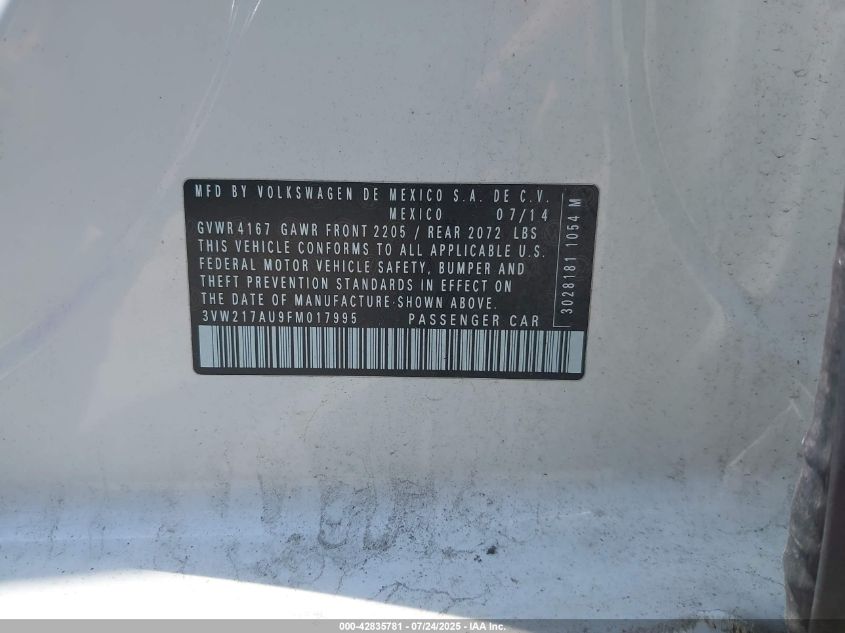 MFD BY VOLKSWAGEN DE MEXICO S.A. DE C.V.
MEXICO 07/14
GVWR 4167 GAWR FRONT 2205 / REAR 2072 LBS
THIS VEHICLE CONFORMS TO ALL APPLICABLE U.S.
FEDERAL MOTOR VEHICLE SAFETY, BUMPER AND
THEFT PREVENTION STANDARDS IN EFFECT ON
THE DATE OF MANUFACTURE SHOWN ABOVE.
3VW217AU9FM017995 PASSENGER CAR
3028181 1054 M
000-42835781 - 07/24/2025 - IAA Inc.